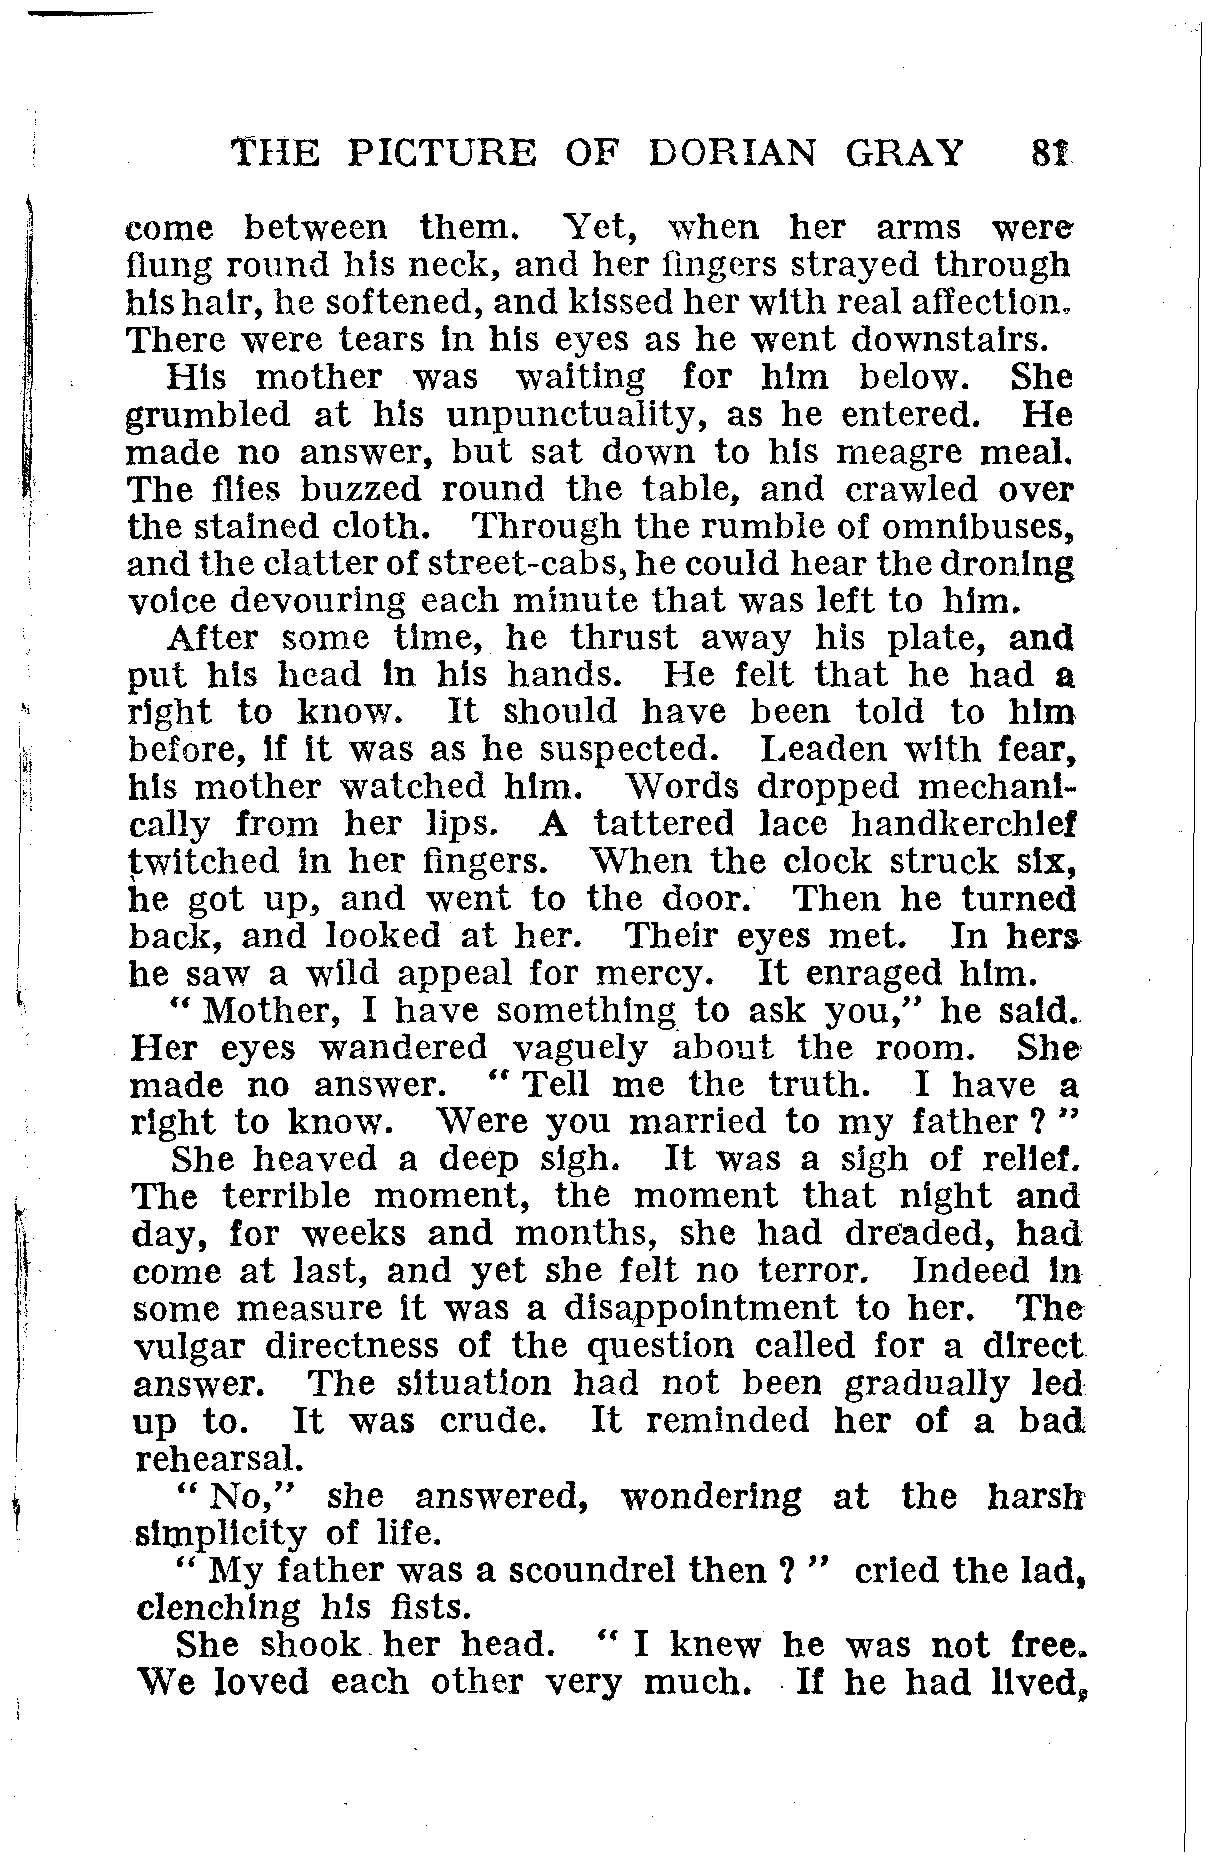 THE PICTURE OF DORIAN GRAY 81
come between them. Yet, when her arms were
flung round his neck, and her fingers strayed through
his hair, he softened, and kissed her with real affection.
There were tears in his eyes as he went downstairs.
His mother was waiting for him below. She
grumbled at his unpunctuality, as he entered. He
made no answer, but sat down to his meagre meal.
The flies buzzed round the table, and crawled over
the stained cloth. Through the rumble of omnibuses,
and the clatter of street-cabs, he could hear the droning
voice devouring each minute that was left to him.
After some time, he thrust away his plate, and
put his head in his hands. He felt that he had a
right to know. It should have been told to him
before, if it was as he suspected. Leaden with fear,
his mother watched him. Words dropped mechani-
cally from her lips. A tattered lace handkerchief
twitched in her fingers. When the clock struck six,
he got up, and went to the door. Then he turned
back, and looked at her. Their eyes met. In hers
he saw a wild appeal for mercy. It enraged him.
“ Mother, I have something to ask you,” he said.
Her eyes wandered vaguely about the room. She
made no answer. “ Tell me the truth. I have a
right to know. Were you married to my father ? ”
She heaved a deep sigh. It was a sigh of relief.
The terrible moment, the moment that night and
day, for weeks and months, she had dreaded, had
come at last, and yet she felt no terror. Indeed in
some measure it was a disappointment to her. The
vulgar directness of the question called for a direct
answer. The situation had not been gradually led
up to. It was crude. It reminded her of a bad
rehearsal.
“ No,” she answered, wondering at the harsh
simplicity of life.
“ My father was a scoundrel then ? ” cried the lad,
clenching his fists.
She shook her head. “ I knew he was not free.
We loved each other very much. If he had lived,